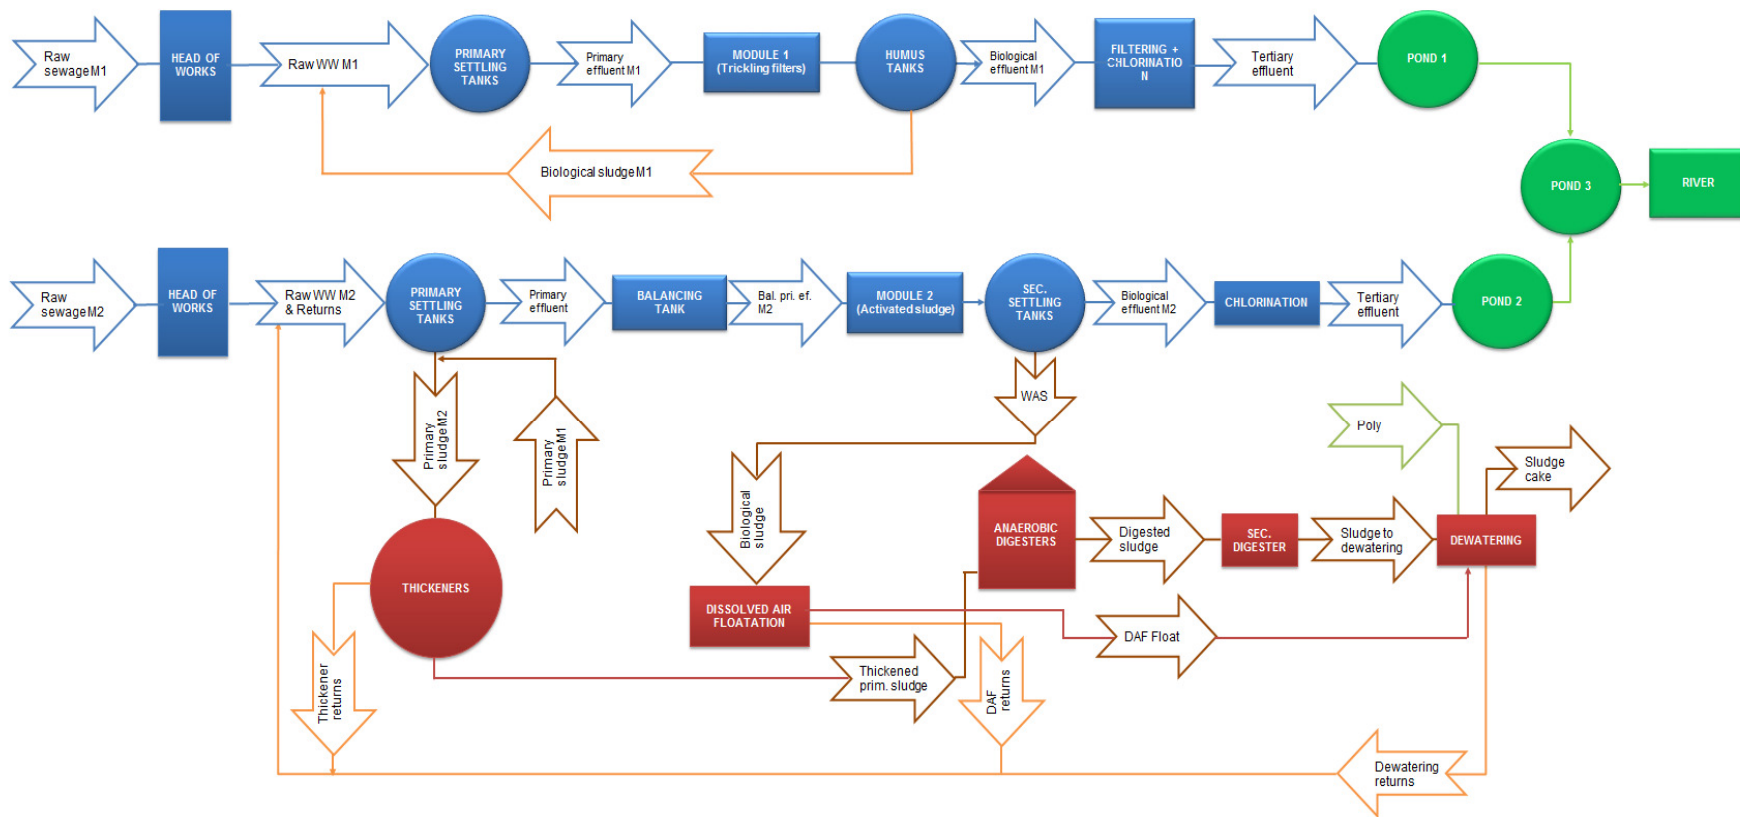 Raw
sewage M1
HEAD OF
WORKS
Raw WW M1
PRIMARY
SETTLING
TANKS
Primary
effluent M1
MODULE 1
(Trickling filters)
HUMUS
TANKS
Biological
effluent M1
FILTERING +
CHLORINATIO
N
Tertiary
effluent
POND 1
Biological sludge M1
POND 3
RIVER
Raw
sewage M2
HEAD OF
WORKS
Raw WW M2
& Returns
PRIMARY
SETTLING
TANKS
Primary
effluent
BALANCING
TANK
Bal. pri. ef.
M2
MODULE 2
(Activated sludge)
SEC.
SETTLING
TANKS
Biological
effluent M2
CHLORINATION
Tertiary
effluent
POND 2
Primary
sludge M2
Primary
sludge M1
WAS
Poly
Sludge
cake
Biological
sludge
ANAEROBIC
DIGESTERS
Digested
sludge
SEC.
DIGESTER
Sludge to
dewatering
DEWATERING
THICKENERS
DISSOLVED AIR
FLOATATION
DAF Float
Thickener
returns
Thickened
prim. sludge
DAF
returns
Dewatering
returns